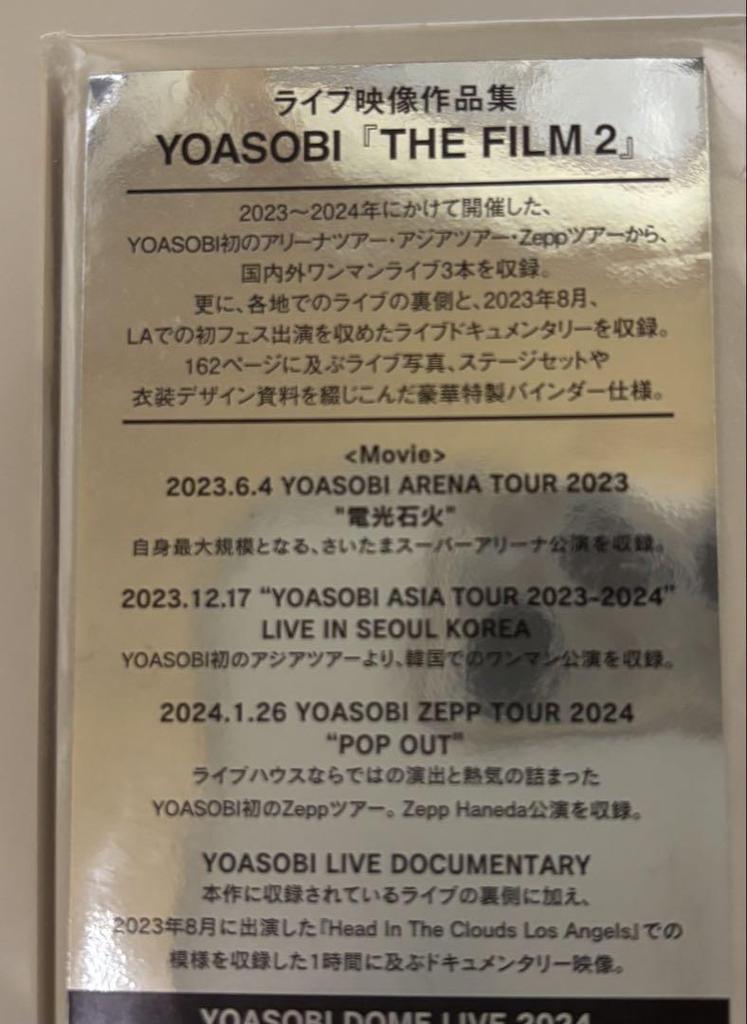 ライブ映像作品集
YOASOBI『THE FILM 2』
2023〜2024年にかけて開催した、
YOASOBI初のアリーナツアー・アジアツアー・Zeppツアーから、
国内外ワンマンライブ3本を収録。
更に、各地でのライブの裏側と、2023年8月、
LAでの初フェス出演を収めたライブドキュメンタリーを収録。
162ページに及ぶライブ写真、ステージセットや
衣装デザイン資料を綴じこんだ豪華特製バインダー仕様。
<Movie>
2023.6.4 YOASOBI ARENA TOUR 2023
"電光石火"
自身最大規模となる、さいたまスーパーアリーナ公演を収録。
2023.12.17 “YOASOBI ASIA TOUR 2023-2024”
LIVE IN SEOUL KOREA
YOASOBI初のアジアツアーより、韓国でのワンマン公演を収録。
2024.1.26 YOASOBI ZEPP TOUR 2024
“POP OUT”
ライブハウスならではの演出と熱気の詰まった
YOASOBI初のZeppツアー。Zepp Haneda公演を収録。
YOASOBI LIVE DOCUMENTARY
本作に収録されているライブの裏側に加え、
2023年8月に出演した『Head In The Clouds Los Angels』での
模様を収録した1時間に及ぶドキュメンタリー映像。
YOASOBI DOME LIVE 2024